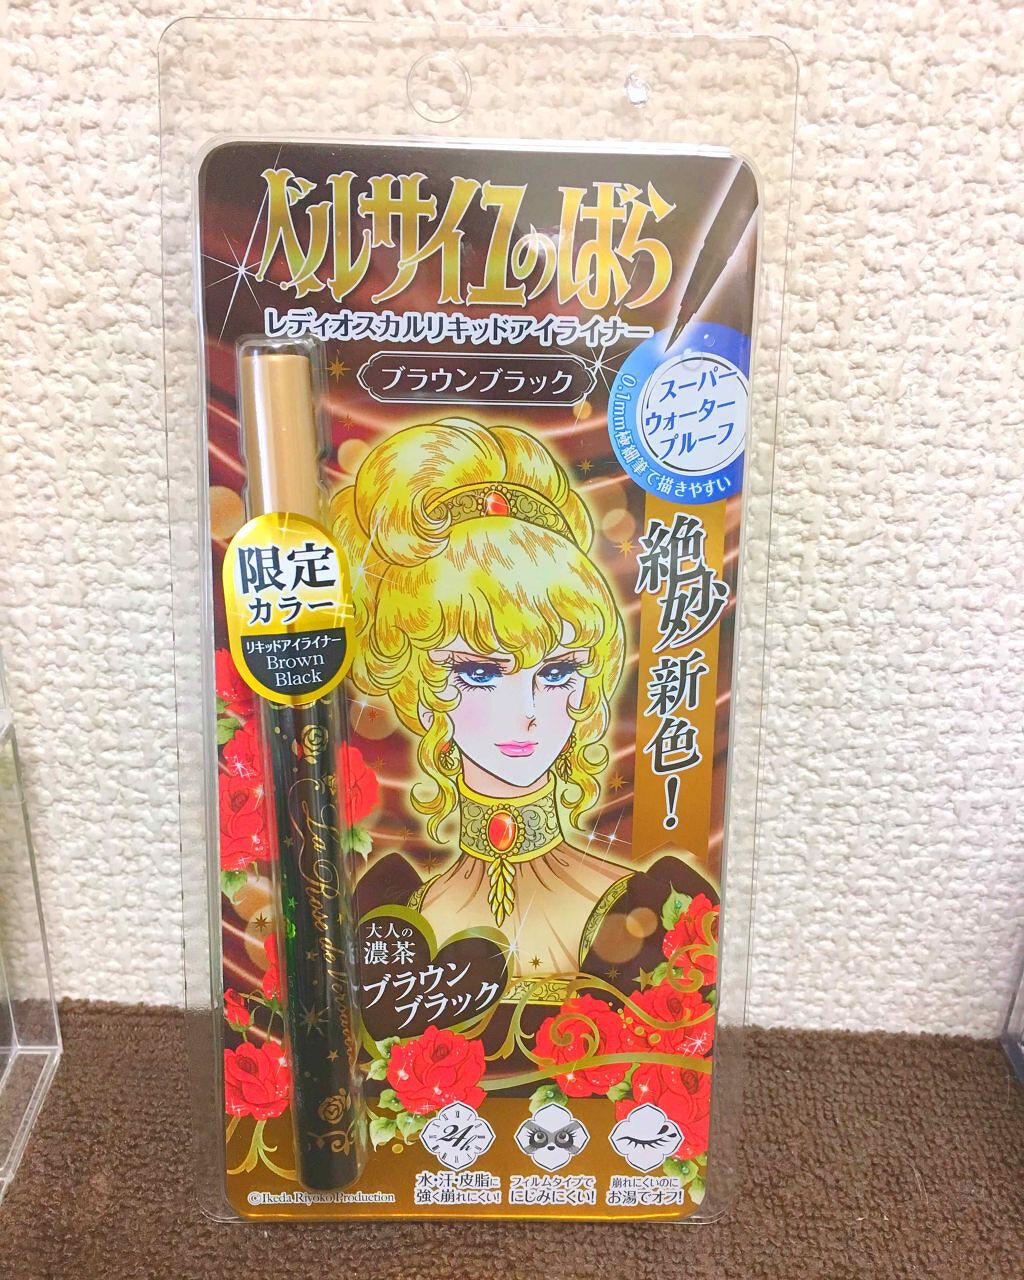 ベルサイユのばら
レディオスカルリキッドアイライナー
ブラウンブラック
スーパー
ウォーター
プルーフ
0.1mm極細筆で描きやすい
絶妙新色!
限定
カラー
リキッドアイライナー
Brown
Black
La Rose de Versailles
大人の
濃茶
ブラウン
ブラック
24h
水・汗・皮脂に
強く崩れにくい!
フィルムタイプで
にじみにくい!
崩れにくいのに
お湯でオフ!
©Ikeda Riyoko Production